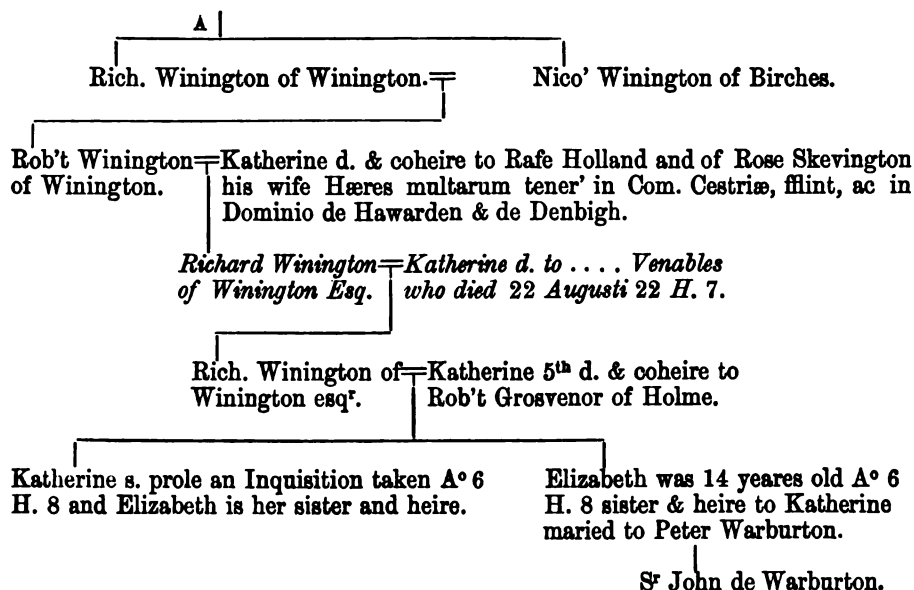 A
Rich. Winington of Winington.
Nico' Winington of Birches.
Rob't Winington
of Winington.
Katherine d. & coheire to Rafe Holland and of Rose Skevington
his wife Hæres multarum tener' in Com. Cestriæ, fflint, ac in
Dominio de Hawarden & de Denbigh.
Richard Winington
of Winington Esq.
Katherine d. to . . . . Venables
who died 22 Augusti 22 H. 7.
Rich. Winington of
Winington esqʳ.
Katherine 5ᵗʰ d. & coheire to
Rob't Grosvenor of Holme.
Katherine s. prole an Inquisition taken Aº 6
H. 8 and Elizabeth is her sister and heire.
Elizabeth was 14 yeares old Aº 6
H. 8 sister & heire to Katherine
maried to Peter Warburton.
Sʳ John de Warburton.